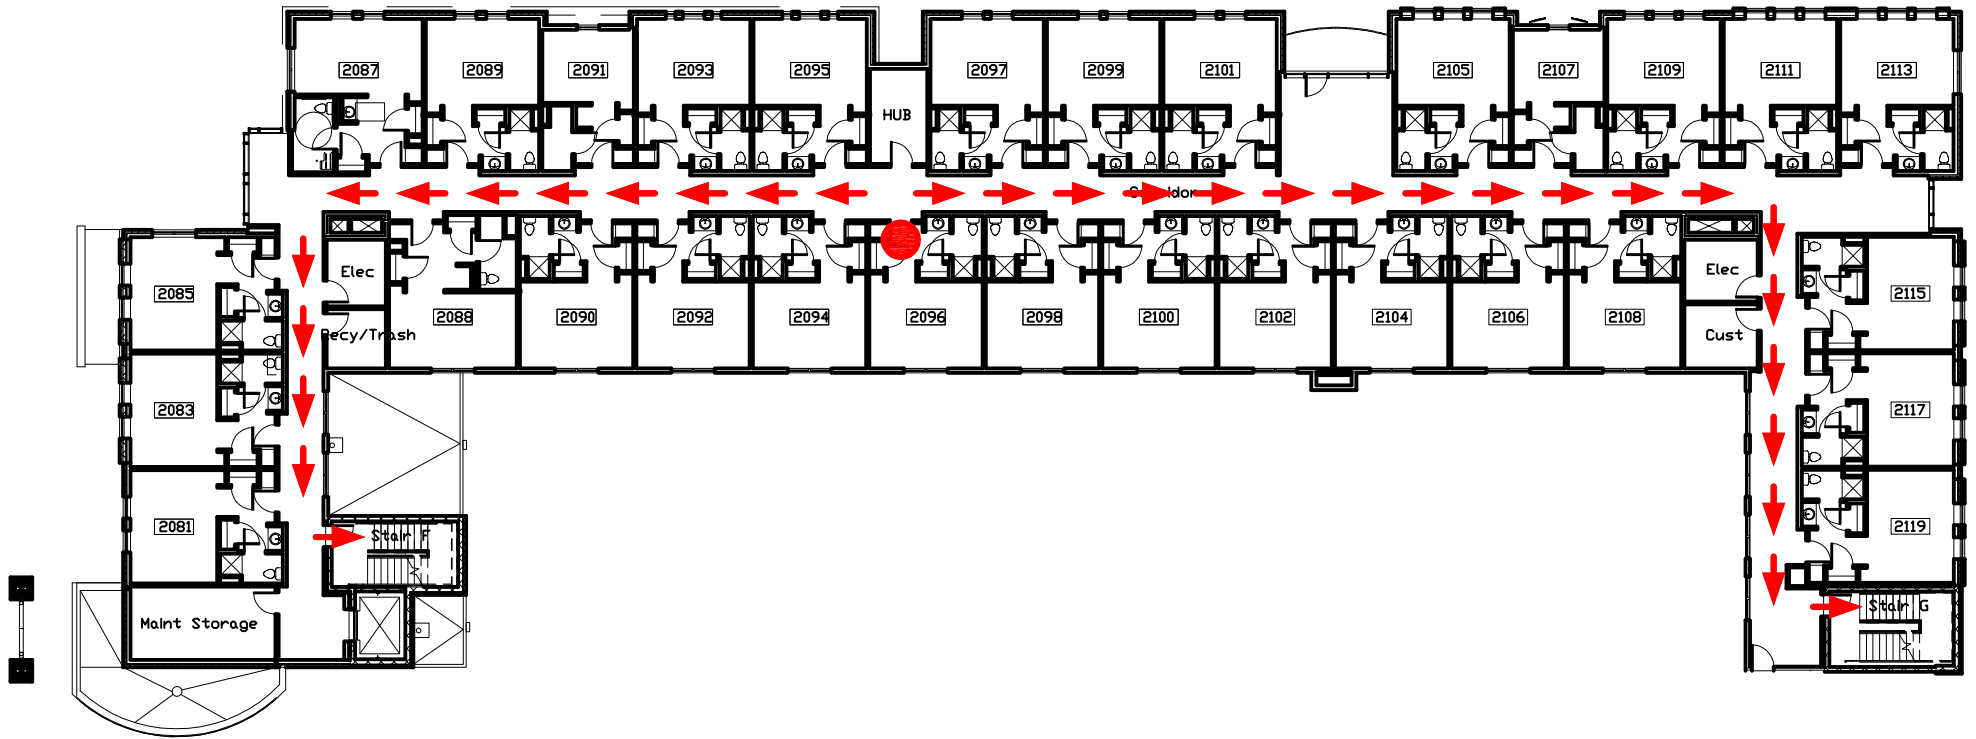 2087 2089 2091 2093 2095 2097 2099 2101 2105 2107 2109 2111 2113
HUB
Corridor
Elec
Elec
2085 2115
2088 2090 2092 2094 2096 2098 2100 2102 2104 2106 2108
Recy/Trash
Cust
2083 2117
2081 2119
Stair F
Stair G
Maint Storage